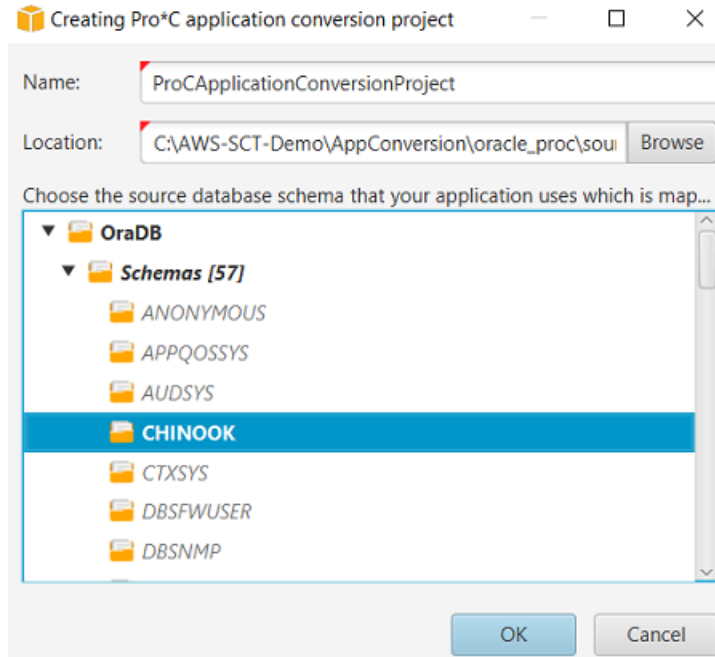 Creating Pro*C application conversion project
Name: ProCApplicationConversionProject
Location: C:\AWS-SCT-Demo\AppConversion\oracle_proc\sour Browse
Choose the source database schema that your application uses which is map...
OraDB
Schemas [57]
ANONYMOUS
APPQOSSYS
AUDSYS
CHINOOK
CTXSYS
DBSFWUSER
DBSNMP
OK Cancel